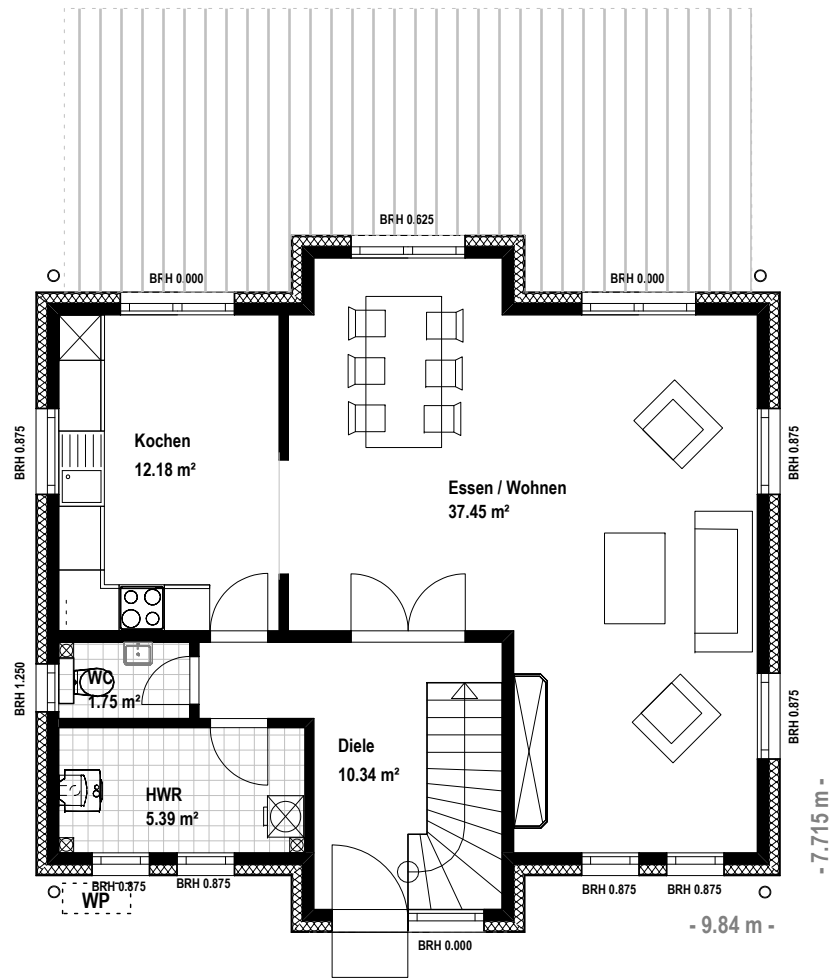 BRH 0.625
BRH 0.000
BRH 0.000
BRH 0.875
BRH 0.875
Kochen
12.18 m²
Essen / Wohnen
37.45 m²
BRH 1.250
BRH 0.875
WC
1.75 m²
Diele
10.34 m²
HWR
5.39 m²
- 7.715 m -
BRH 0.875
BRH 0.875
BRH 0.875
BRH 0.875
WP
- 9.84 m -
BRH 0.000